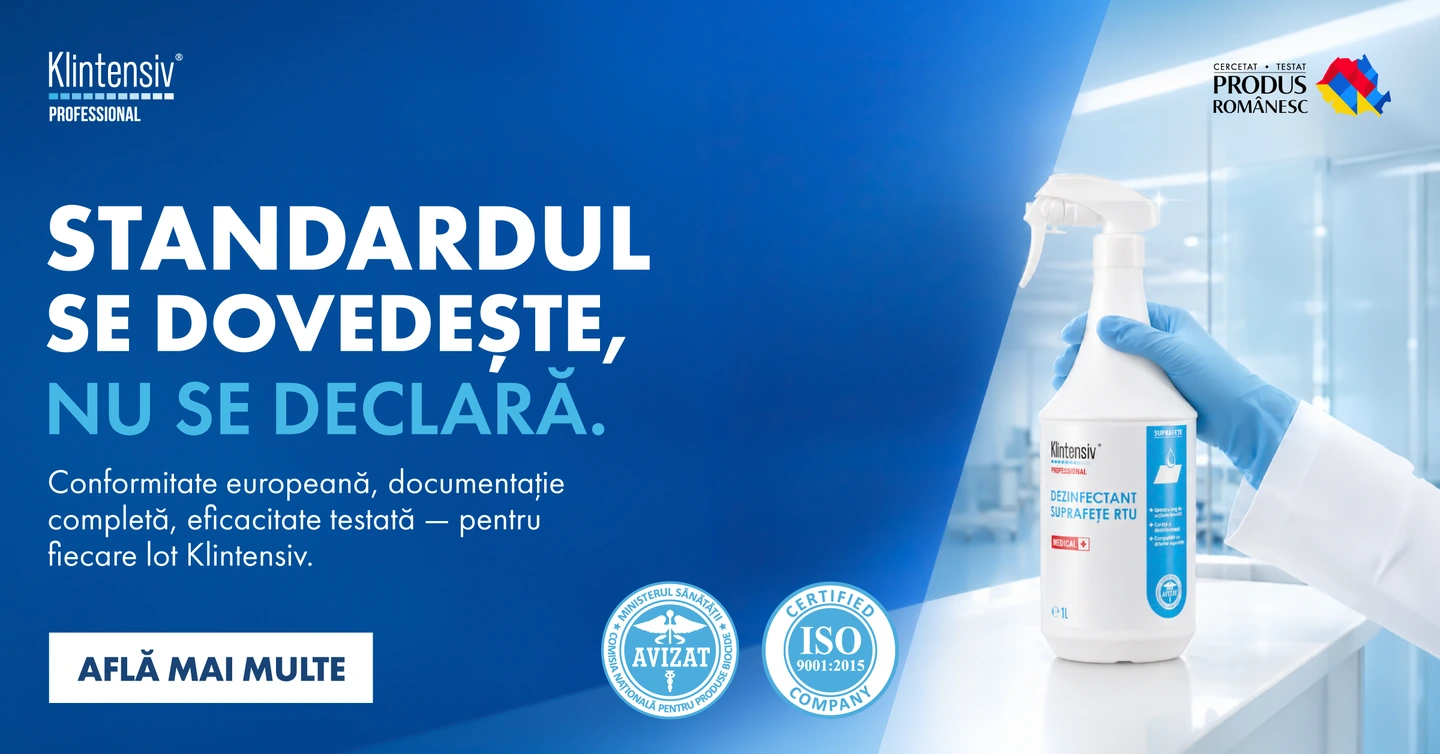 Klintensiv®
PROFESSIONAL
CERCETAT • TESTAT
PRODUS
ROMÂNESC
STANDARDUL
SE DOVEDEȘTE,
NU SE DECLARĂ.
Conformitate europeană, documentație
completă, eficacitate testată — pentru
fiecare lot Klintensiv.
AFLĂ MAI MULTE
MINISTERUL SĂNĂTĂȚII
AVIZAT
COMISIA NAȚIONALĂ PENTRU PRODUSE BIOCIDE
CERTIFIED
ISO
9001:2015
COMPANY
Klintensiv®
PROFESSIONAL
DEZINFECTANT
SUPRAFEȚE RTU
MEDICAL
℮ 1L
SUPRAFEȚE
AVIZAT